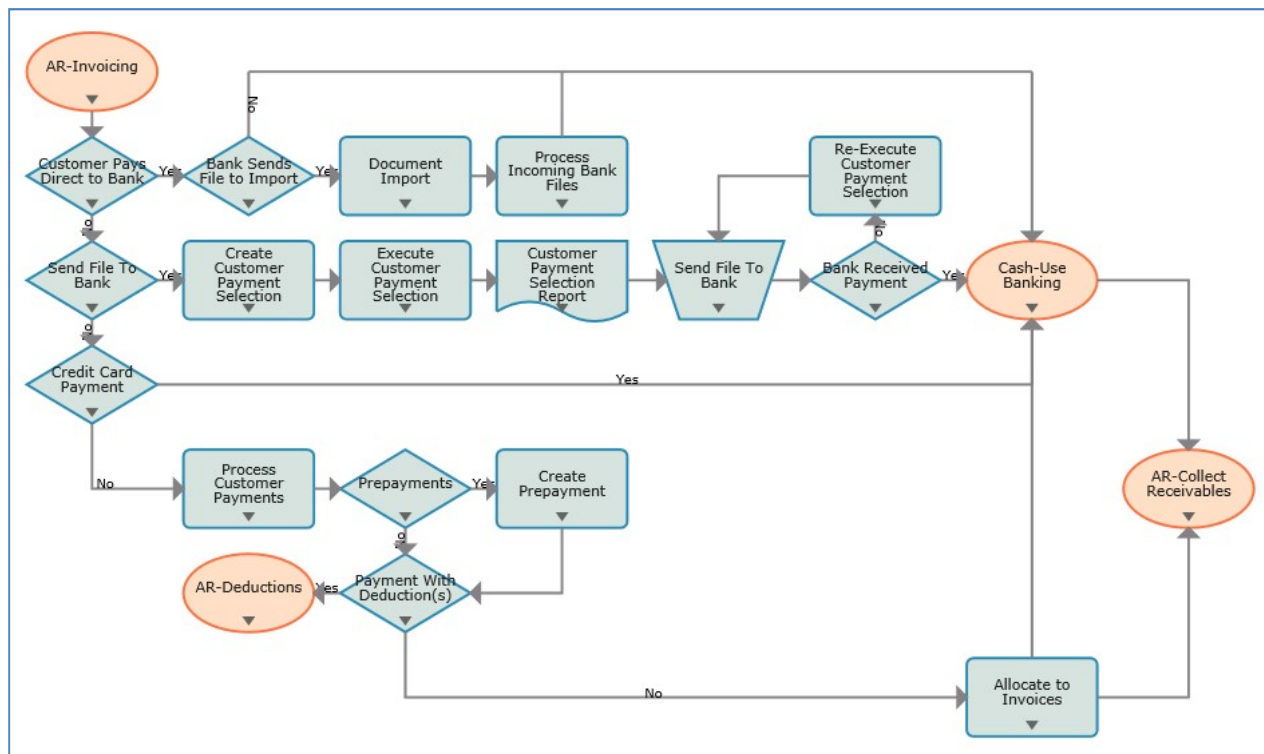 AR-Invoicing
No
Customer Pays
Direct to Bank
Yes
Bank Sends
File to Import
Yes
Document
Import
Process
Incoming Bank
Files
Re-Execute
Customer
Payment
Selection
No
No
Send File To
Bank
Yes
Create
Customer
Payment
Selection
Execute
Customer
Payment
Selection
Customer
Payment
Selection
Report
Send File To
Bank
Bank Received
Payment
Yes
Cash-Use
Banking
No
Credit Card
Payment
Yes
No
Process
Customer
Payments
Prepayments
Yes
Create
Prepayment
AR-Collect
Receivables
No
AR-Deductions
Yes
Payment With
Deduction(s)
No
Allocate to
Invoices